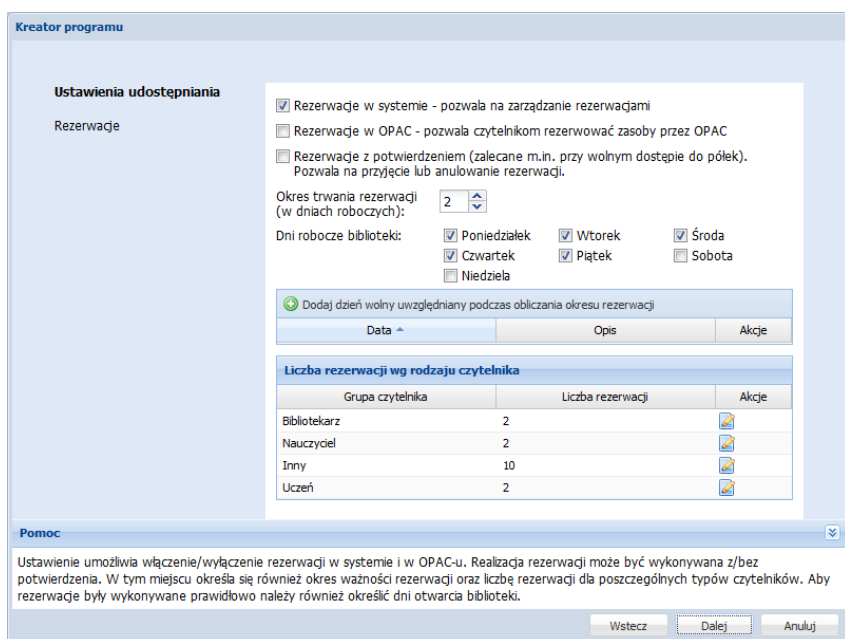 Kreator programu
Ustawienia udostępniania
Rezerwacje
Rezerwacje w systemie - pozwala na zarządzanie rezerwacjami
Rezerwacje w OPAC - pozwala czytelnikom rezerwować zasoby przez OPAC
Rezerwacje z potwierdzeniem (zalecane m.in. przy wolnym dostępie do półek).
Pozwala na przyjęcie lub anulowanie rezerwacji.
Okres trwania rezerwacji
(w dniach roboczych): 2
Dni robocze biblioteki: Poniedziałek Wtorek Środa
Czwartek Piątek Sobota
Niedziela
Dodaj dzień wolny uwzględniany podczas obliczania okresu rezerwacji
Data Opis Akcje
Liczba rezerwacji wg rodzaju czytelnika
Grupa czytelnika Liczba rezerwacji Akcje
Bibliotekarz 2
Nauczyciel 2
Inny 10
Uczeń 2
Pomoc
Ustawienie umożliwia włączenie/wyłączenie rezerwacji w systemie i w OPAC-u. Realizacja rezerwacji może być wykonywana z/bez
potwierdzenia. W tym miejscu określa się również okres ważności rezerwacji oraz liczbę rezerwacji dla poszczególnych typów czytelników. Aby
rezerwacje były wykonywane prawidłowo należy również określić dni otwarcia biblioteki.
Wstecz Dalej Anuluj